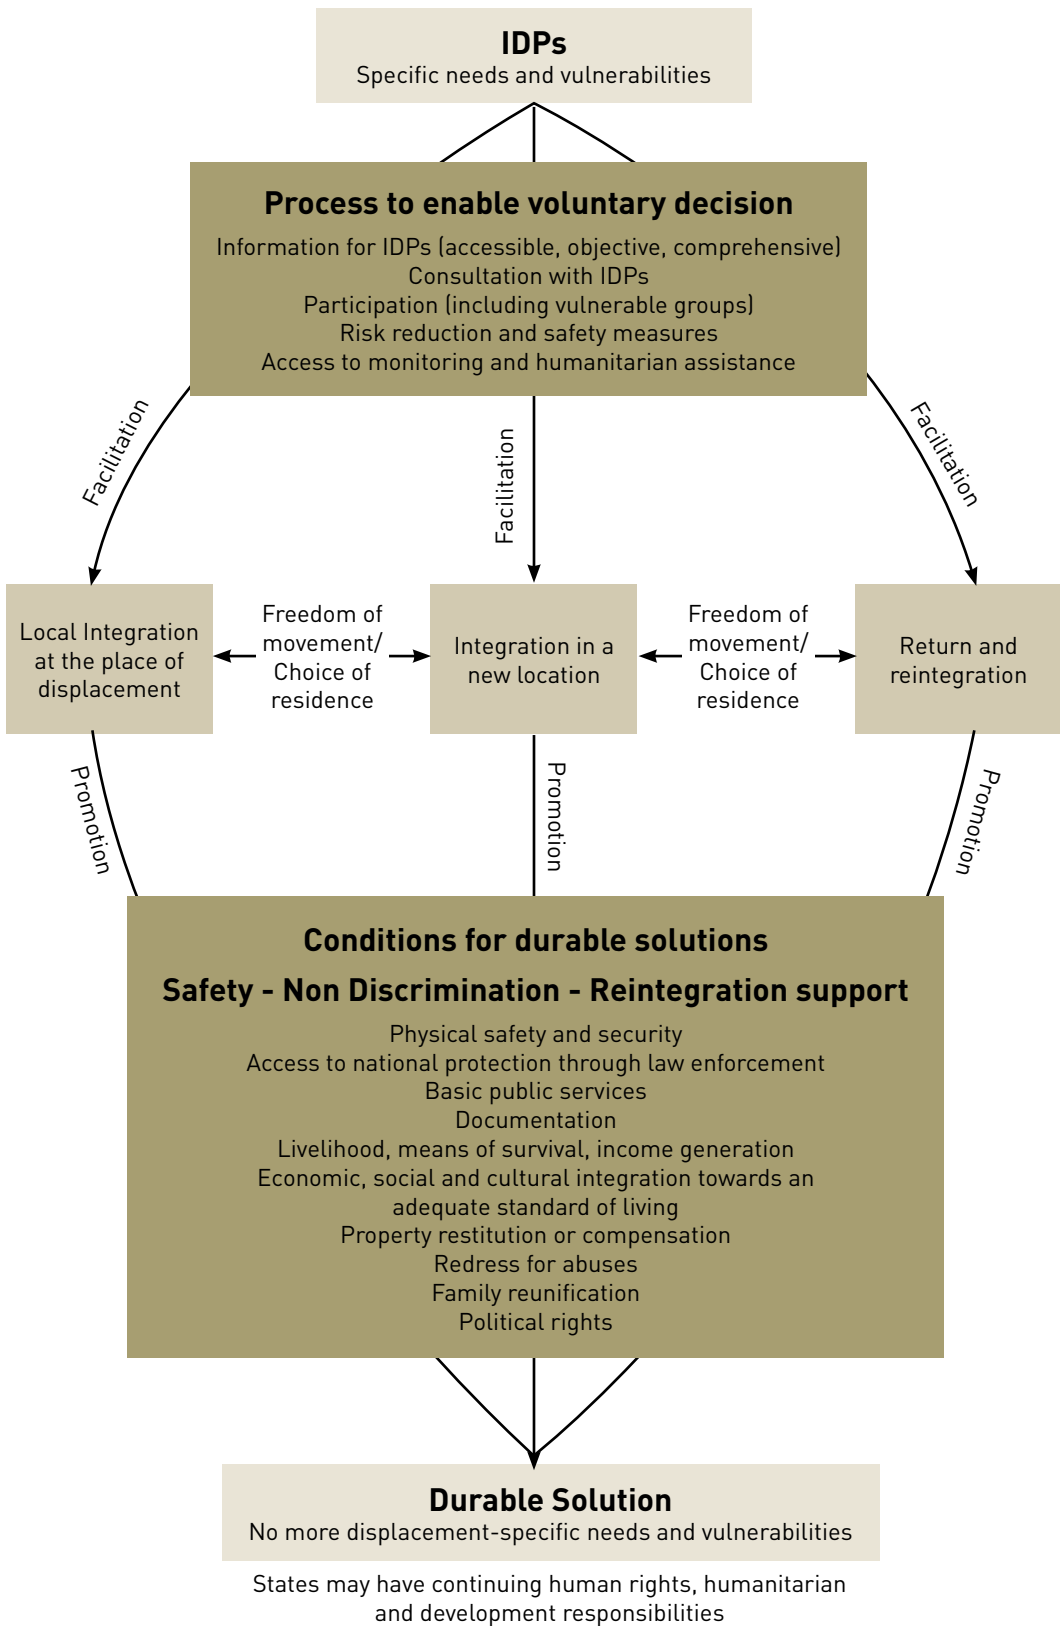 IDPs
Specific needs and vulnerabilities
Process to enable voluntary decision
Information for IDPs (accessible, objective, comprehensive)
Consultation with IDPs
Participation (including vulnerable groups)
Risk reduction and safety measures
Access to monitoring and humanitarian assistance
Facilitation
Facilitation
Facilitation
Local Integration
at the place of
displacement
Freedom of
movement/
Choice of
residence
Integration in a
new location
Freedom of
movement/
Choice of
residence
Return and
reintegration
Promotion
Promotion
Promotion
Conditions for durable solutions
Safety - Non Discrimination - Reintegration support
Physical safety and security
Access to national protection through law enforcement
Basic public services
Documentation
Livelihood, means of survival, income generation
Economic, social and cultural integration towards an
adequate standard of living
Property restitution or compensation
Redress for abuses
Family reunification
Political rights
Durable Solution
No more displacement-specific needs and vulnerabilities
States may have continuing human rights, humanitarian
and development responsibilities